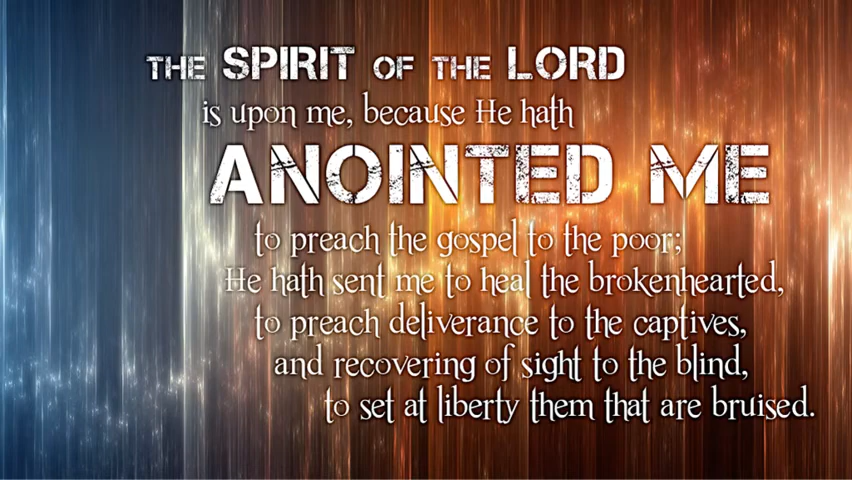 THE SPIRIT OF THE LORD
is upon me, because He hath
ANOINTED ME
to preach the gospel to the poor;
He hath sent me to heal the brokenhearted,
to preach deliverance to the captives,
and recovering of sight to the blind,
to set at liberty them that are bruised.